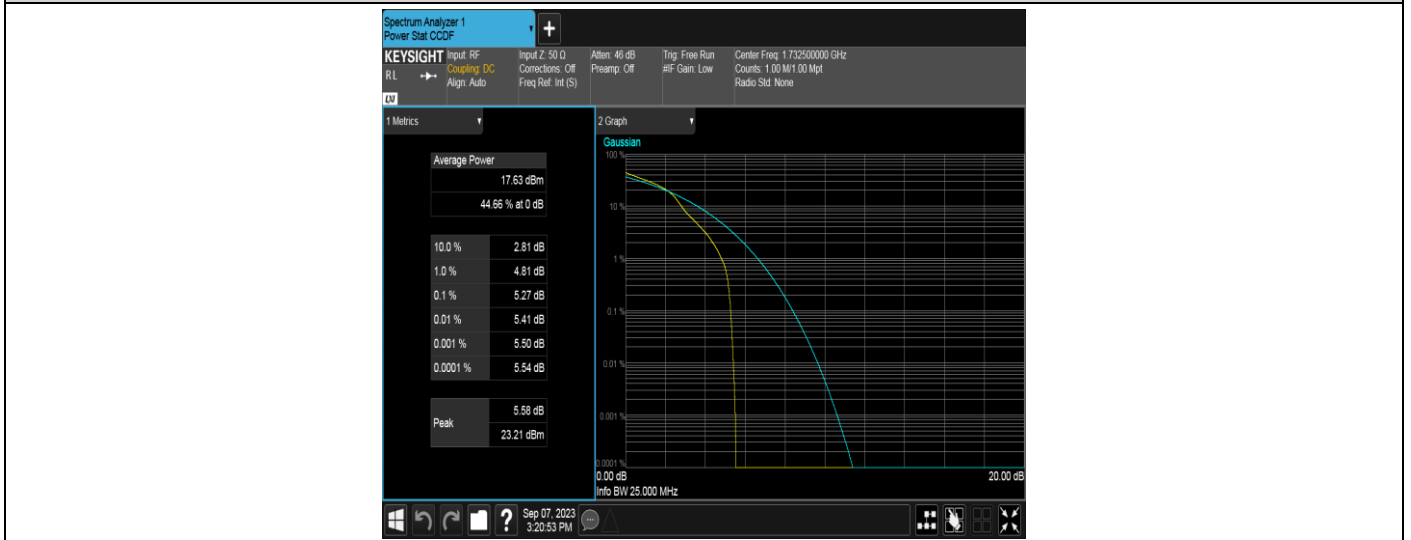 Spectrum Analyzer 1
Power Stat CCDF
+
KEYSIGHT
RL
LXI
Input: RF
Coupling: DC
Align: Auto
Input Z: 50 Ω
Corrections: Off
Freq Ref: Int (S)
Atten: 46 dB
Preamp: Off
Trig: Free Run
#IF Gain: Low
Center Freq: 1.732500000 GHz
Counts: 1.00 M/1.00 Mpt
Radio Std: None
1 Metrics
Average Power
17.63 dBm
44.66 % at 0 dB
10.0 % 2.81 dB
1.0 % 4.81 dB
0.1 % 5.27 dB
0.01 % 5.41 dB
0.001 % 5.50 dB
0.0001 % 5.54 dB
Peak
5.58 dB
23.21 dBm
2 Graph
Gaussian
100 %
10 %
1 %
0.1 %
0.01 %
0.001 %
0.0001 %
0.00 dB
20.00 dB
Info BW 25.000 MHz
?
Sep 07, 2023
3:20:53 PM